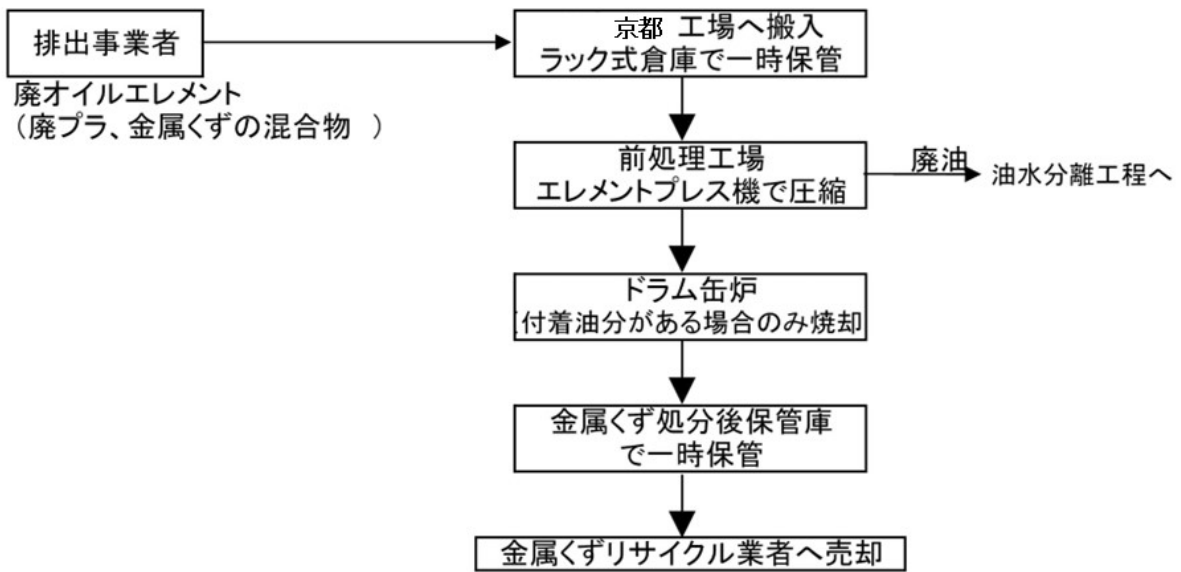 排出事業者
廃オイルエレメント
（廃プラ、金属くずの混合物　）
京都 工場へ搬入
ラック式倉庫で一時保管
前処理工場
エレメントプレス機で圧縮
廃油
油水分離工程へ
ドラム缶炉
付着油分がある場合のみ焼却
金属くず処分後保管庫
で一時保管
金属くずリサイクル業者へ売却